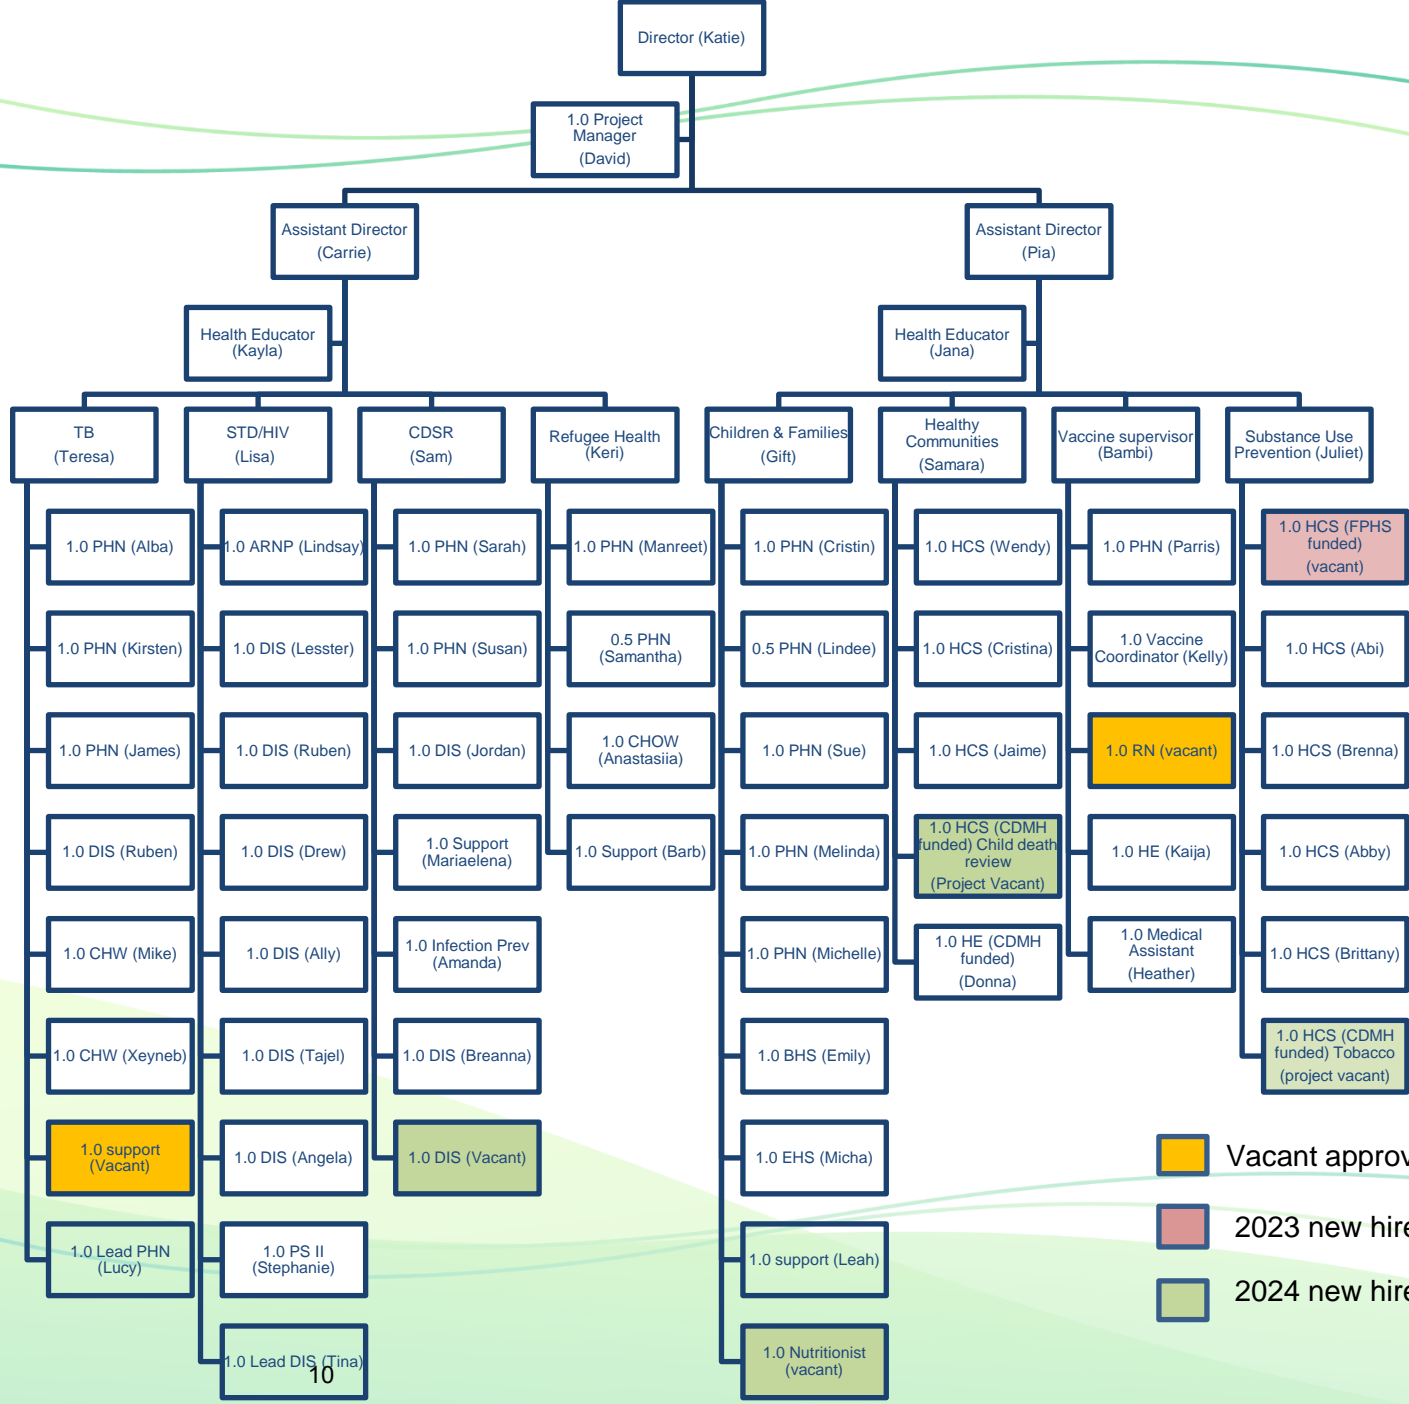 Director (Katie)
1.0 Project
Manager
(David)
Assistant Director
(Carrie)
Assistant Director
(Pia)
Health Educator
(Kayla)
Health Educator
(Jana)
TB
(Teresa)
STD/HIV
(Lisa)
CDSR
(Sam)
Refugee Health
(Keri)
Children & Families
(Gift)
Healthy
Communities
(Samara)
Vaccine supervisor
(Bambi)
Substance Use
Prevention (Juliet)
1.0 PHN (Alba)
1.0 PHN (Kirsten)
1.0 PHN (James)
1.0 DIS (Ruben)
1.0 CHW (Mike)
1.0 CHW (Xeyneb)
1.0 support
(Vacant)
1.0 Lead PHN
(Lucy)
1.0 ARNP (Lindsay)
1.0 DIS (Lesster)
1.0 DIS (Ruben)
1.0 DIS (Drew)
1.0 DIS (Ally)
1.0 DIS (Tajel)
1.0 DIS (Angela)
1.0 PS II
(Stephanie)
1.0 Lead DIS (Tina)
1.0 PHN (Sarah)
1.0 PHN (Susan)
1.0 DIS (Jordan)
1.0 Support
(Mariaelena)
1.0 Infection Prev
(Amanda)
1.0 DIS (Breanna)
1.0 DIS (Vacant)
1.0 PHN (Manreet)
0.5 PHN
(Samantha)
1.0 CHOW
(Anastasiia)
1.0 Support (Barb)
1.0 PHN (Cristin)
0.5 PHN (Lindee)
1.0 PHN (Sue)
1.0 PHN (Melinda)
1.0 PHN (Michelle)
1.0 BHS (Emily)
1.0 EHS (Micha)
1.0 support (Leah)
1.0 Nutritionist
(vacant)
1.0 HCS (Wendy)
1.0 HCS (Cristina)
1.0 HCS (Jaime)
1.0 HCS (CDMH
funded) Child death
review
(Project Vacant)
1.0 HE (CDMH
funded)
(Donna)
1.0 PHN (Parris)
1.0 Vaccine
Coordinator (Kelly)
1.0 RN (vacant)
1.0 HE (Kaija)
1.0 Medical
Assistant
(Heather)
1.0 HCS (FPHS
funded)
(vacant)
1.0 HCS (Abi)
1.0 HCS (Brenna)
1.0 HCS (Abby)
1.0 HCS (Brittany)
1.0 HCS (CDMH
funded) Tobacco
(project vacant)
Vacant approv
2023 new hire
2024 new hire
10